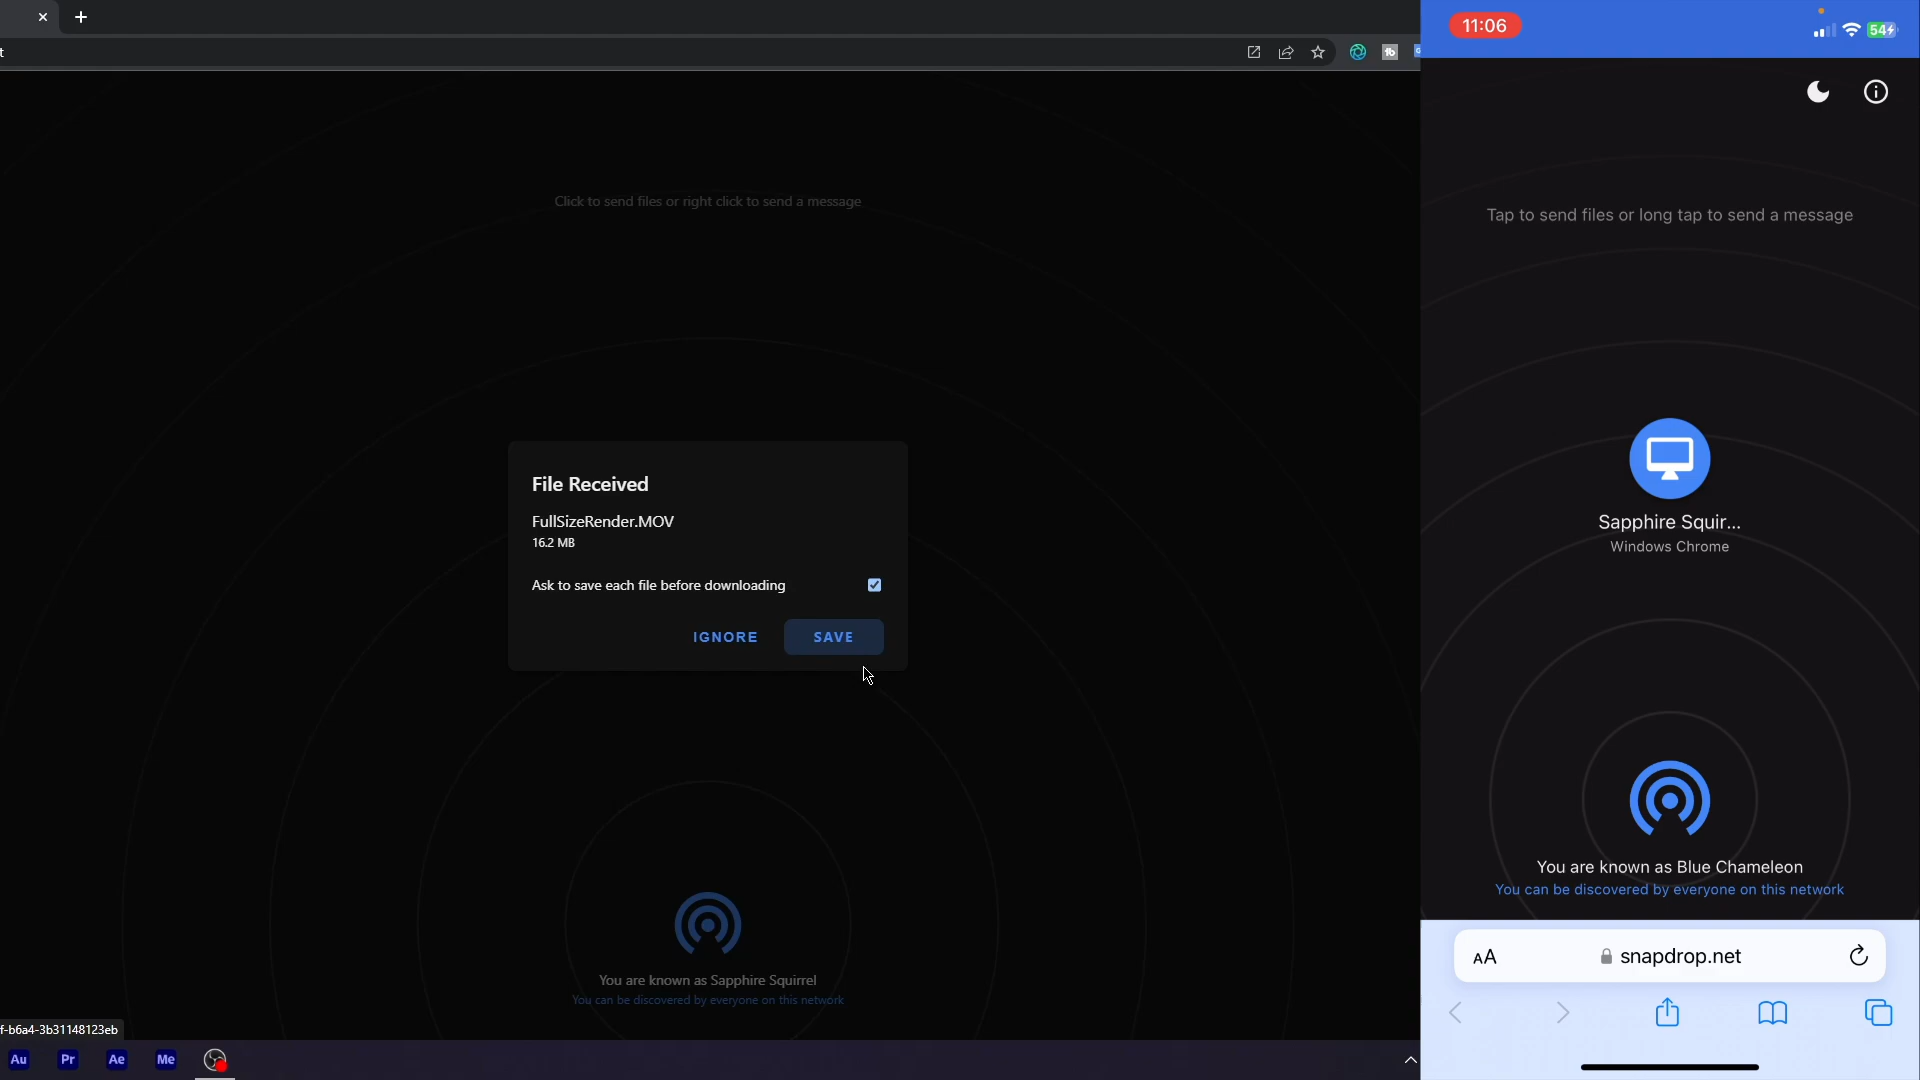 t
Click to send files or right click to send a message
File Received
FullSizeRender.MOV
16.2 MB
Ask to save each file before downloading
IGNORE SAVE
You are known as Sapphire Squirrel
You can be discovered by everyone on this network
f-b6a4-3b31148123eb
Au Pr Ae Me
11:06
54
Tap to send files or long tap to send a message
Sapphire Squir...
Windows Chrome
You are known as Blue Chameleon
You can be discovered by everyone on this network
AA snapdrop.net